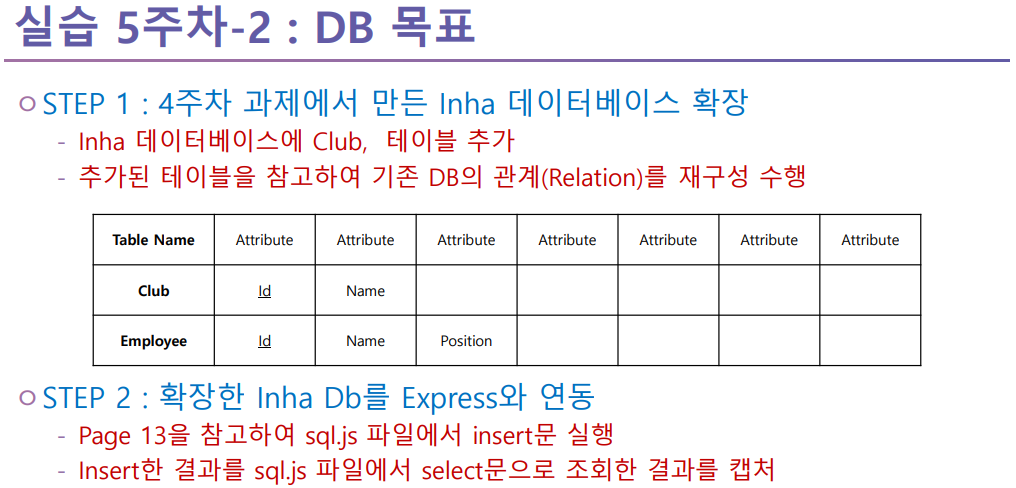 실습 5주차-2 : DB 목표
STEP 1 : 4주차 과제에서 만든 Inha 데이터베이스 확장
- Inha 데이터베이스에 Club, 테이블 추가
- 추가된 테이블을 참고하여 기존 DB의 관계(Relation)를 재구성 수행
Table Name Attribute Attribute Attribute Attribute Attribute Attribute Attribute
Club Id Name
Employee Id Name Position
STEP 2 : 확장한 Inha Db를 Express와 연동
- Page 13을 참고하여 sql.js 파일에서 insert문 실행
- Insert한 결과를 sql.js 파일에서 select문으로 조회한 결과를 캡처